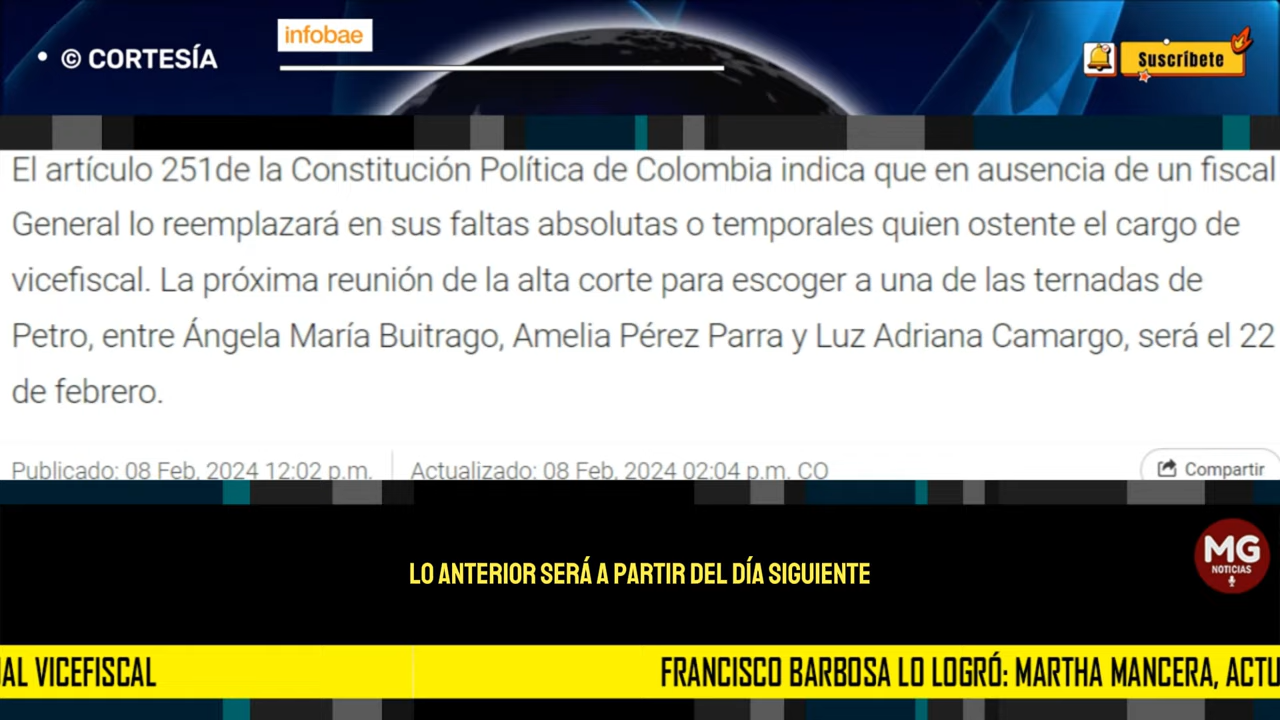 © CORTESÍA
infobae
Suscríbete
El artículo 251de la Constitución Política de Colombia indica que en ausencia de un fiscal
General lo reemplazará en sus faltas absolutas o temporales quien ostente el cargo de
vicefiscal. La próxima reunión de la alta corte para escoger a una de las ternadas de
Petro, entre Ángela María Buitrago, Amelia Pérez Parra y Luz Adriana Camargo, será el 22
de febrero.
Publicado: 08 Feb, 2024 12:02 p.m.
Actualizado: 08 Feb, 2024 02:04 p.m. CO
Compartir
LO ANTERIOR SERÁ A PARTIR DEL DÍA SIGUIENTE
MG
NOTICIAS
AL VICEFISCAL
FRANCISCO BARBOSA LO LOGRÓ: MARTHA MANCERA, ACTU